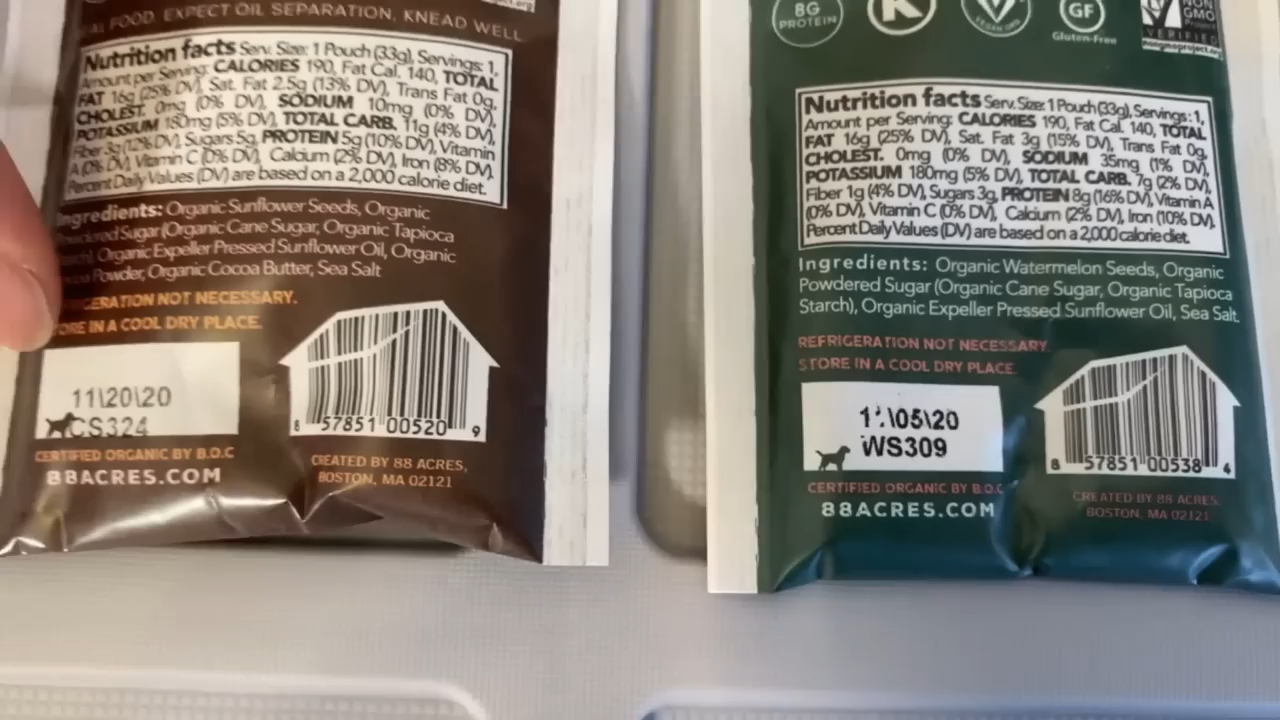 AL FOOD. EXPECT OIL SEPARATION, KNEAD WELL.
Nutrition facts Serv. Size: 1 Pouch (33g), Servings: 1,
Amount per Serving: CALORIES 190, Fat Cal. 140, TOTAL
FAT 16g (25% DV), Sat. Fat 2.5g (13% DV), Trans Fat 0g,
CHOLEST. 0mg (0% DV), SODIUM 10mg (0% DV),
POTASSIUM 180mg (5% DV), TOTAL CARB. 11g (4% DV),
Fiber 3g (12% DV), Sugars 5g, PROTEIN 5g (10% DV), Vitamin
A (0% DV), Vitamin C (0% DV), Calcium (2% DV), Iron (8% DV).
Percent Daily Values (DV) are based on a 2,000 calorie diet.
Ingredients: Organic Sunflower Seeds, Organic
Powdered Sugar (Organic Cane Sugar, Organic Tapioca
Organic Expeller Pressed Sunflower Oil, Organic
Powder, Organic Cocoa Butter, Sea Salt
GERATION NOT NECESSARY.
ORE IN A COOL DRY PLACE.
11\20\20
CS324
8 57851 00520 9
CERTIFIED ORGANIC BY B.O.C
88ACRES.COM
CREATED BY 88 ACRES,
BOSTON, MA 02121
8G
PROTEIN
K
VEGAN
GF
Gluten-Free
NON
GMO
VERIFIED
nongmoproject.org
Nutrition facts Serv. Size: 1 Pouch (33g), Servings: 1,
Amount per Serving: CALORIES 190, Fat Cal. 140, TOTAL
FAT 16g (25% DV), Sat. Fat 3g (15% DV), Trans Fat 0g,
CHOLEST. 0mg (0% DV), SODIUM 35mg (1% DV),
POTASSIUM 180mg (5% DV), TOTAL CARB. 7g (2% DV),
Fiber 1g (4% DV), Sugars 3g, PROTEIN 8g (16% DV), Vitamin A
(0% DV), Vitamin C (0% DV), Calcium (2% DV), Iron (10% DV).
Percent Daily Values (DV) are based on a 2,000 calorie diet.
Ingredients: Organic Watermelon Seeds, Organic
Powdered Sugar (Organic Cane Sugar, Organic Tapioca
Starch), Organic Expeller Pressed Sunflower Oil, Sea Salt.
REFRIGERATION NOT NECESSARY.
STORE IN A COOL DRY PLACE.
11\05\20
WS309
8 57851 00538 4
CERTIFIED ORGANIC BY B.O.C
88ACRES.COM
CREATED BY 88 ACRES,
BOSTON, MA 02121